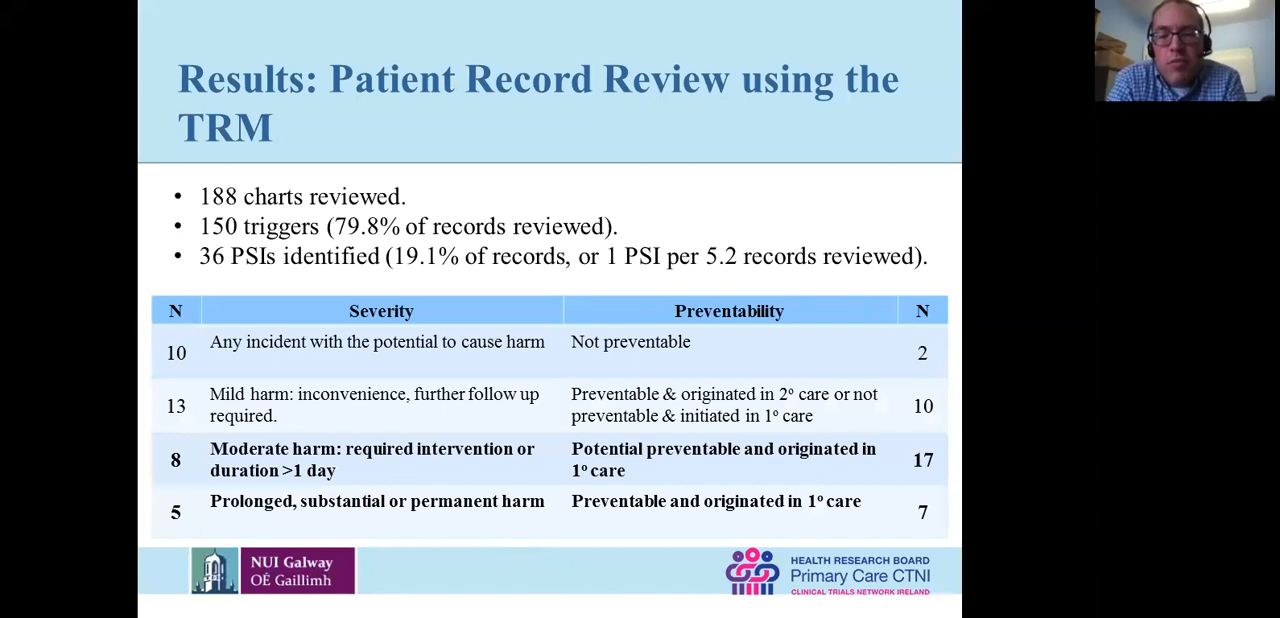 Results: Patient Record Review using the
TRM
• 188 charts reviewed.
• 150 triggers (79.8% of records reviewed).
• 36 PSIs identified (19.1% of records, or 1 PSI per 5.2 records reviewed).
N Severity Preventability N
10 Any incident with the potential to cause harm Not preventable 2
13 Mild harm: inconvenience, further follow up required. Preventable & originated in 2º care or not preventable & initiated in 1º care 10
8 Moderate harm: required intervention or duration >1 day Potential preventable and originated in 1º care 17
5 Prolonged, substantial or permanent harm Preventable and originated in 1º care 7
NUI Galway
OÉ Gaillimh
HEALTH RESEARCH BOARD
Primary Care CTNI
CLINICAL TRIALS NETWORK IRELAND